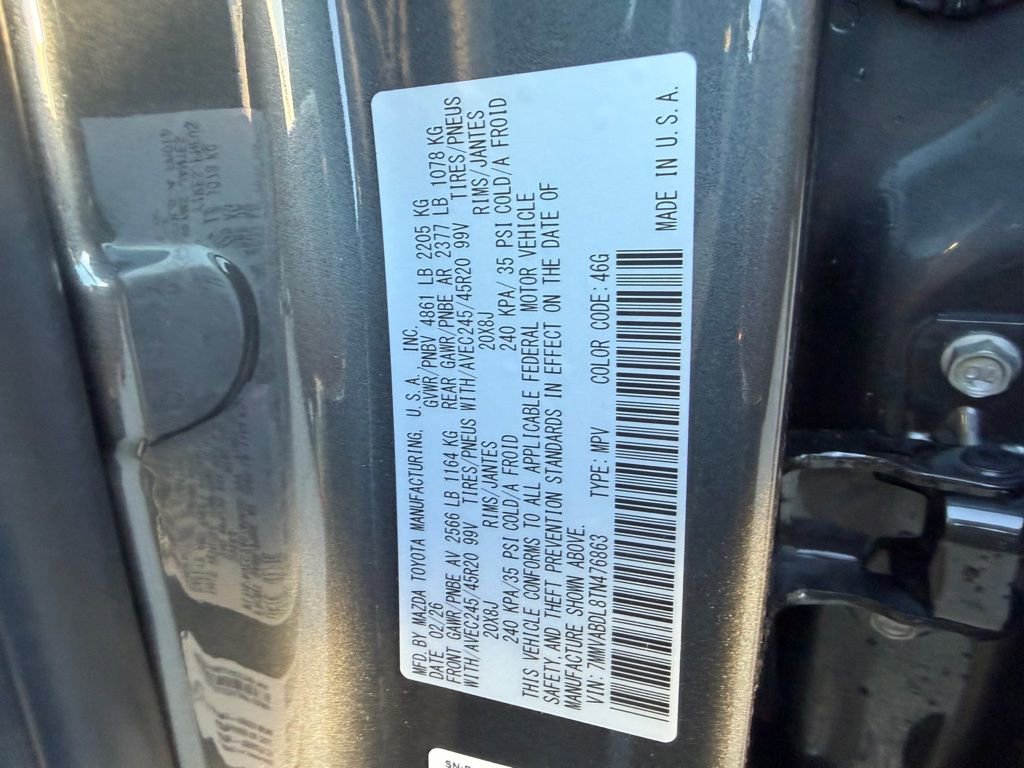 MFD. BY MAZDA TOYOTA MANUFACTURING, U.S.A., INC.
DATE 02/26 GVWR/PNBV 4861 LB 2205 KG
FRONT GAWR/PNBE AV 2566 LB 1164 KG REAR GAWR/PNBE AR 2377 LB 1078 KG
WITH/AVEC245/45R20 99V TIRES/PNEUS WITH/AVEC245/45R20 99V TIRES/PNEUS
20X8J RIMS/JANTES 20X8J RIMS/JANTES
240 KPA/35 PSI COLD/A FROID 240 KPA/35 PSI COLD/A FROID
THIS VEHICLE CONFORMS TO ALL APPLICABLE FEDERAL MOTOR VEHICLE
SAFETY AND THEFT PREVENTION STANDARDS IN EFFECT ON THE DATE OF
MANUFACTURE SHOWN ABOVE.
VIN: 7MMVABDL8TN476863 TYPE: MPV COLOR CODE: 46G
MADE IN U.S.A.